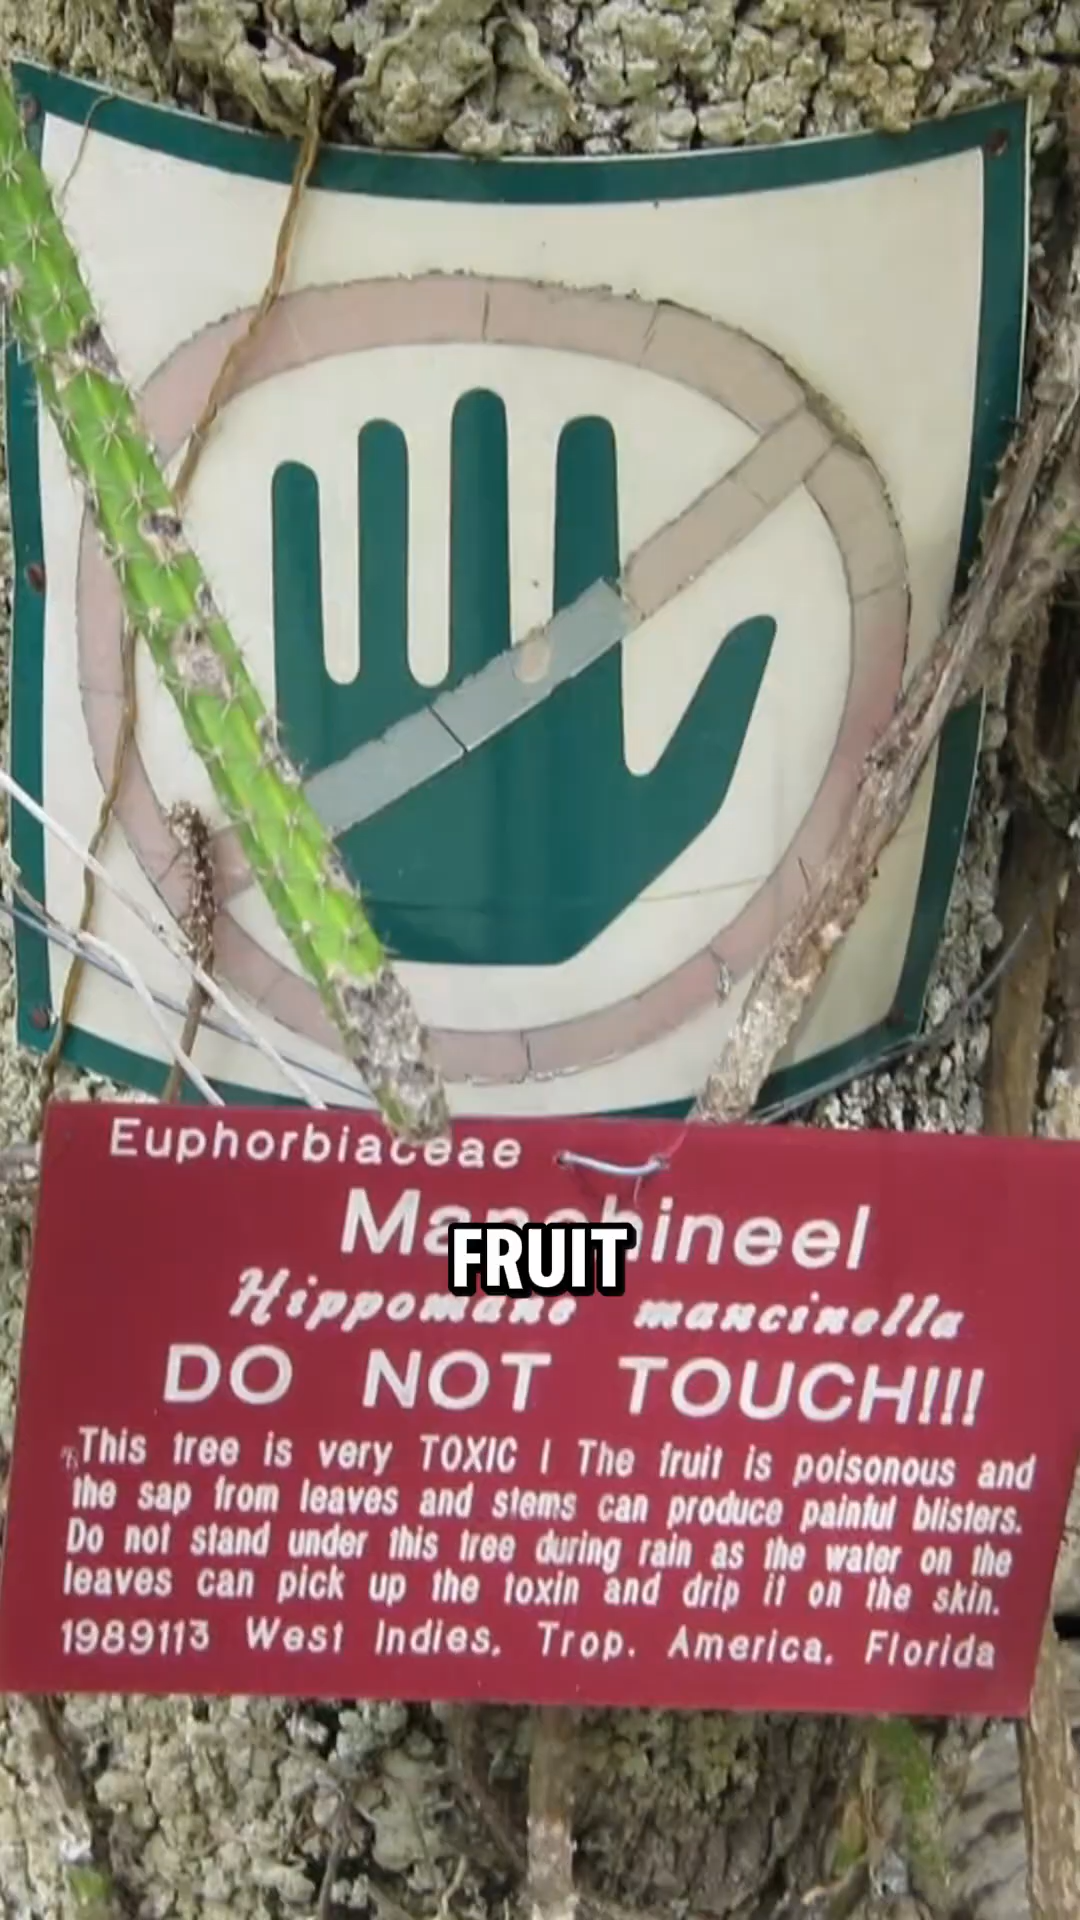 Euphorbiaceae
Manchineel
FRUIT
Hippomane mancinella
DO NOT TOUCH!!!
This tree is very TOXIC ! The fruit is poisonous and
the sap from leaves and stems can produce painful blisters.
Do not stand under this tree during rain as the water on the
leaves can pick up the toxin and drip it on the skin.
1989113 West Indies, Trop. America, Florida